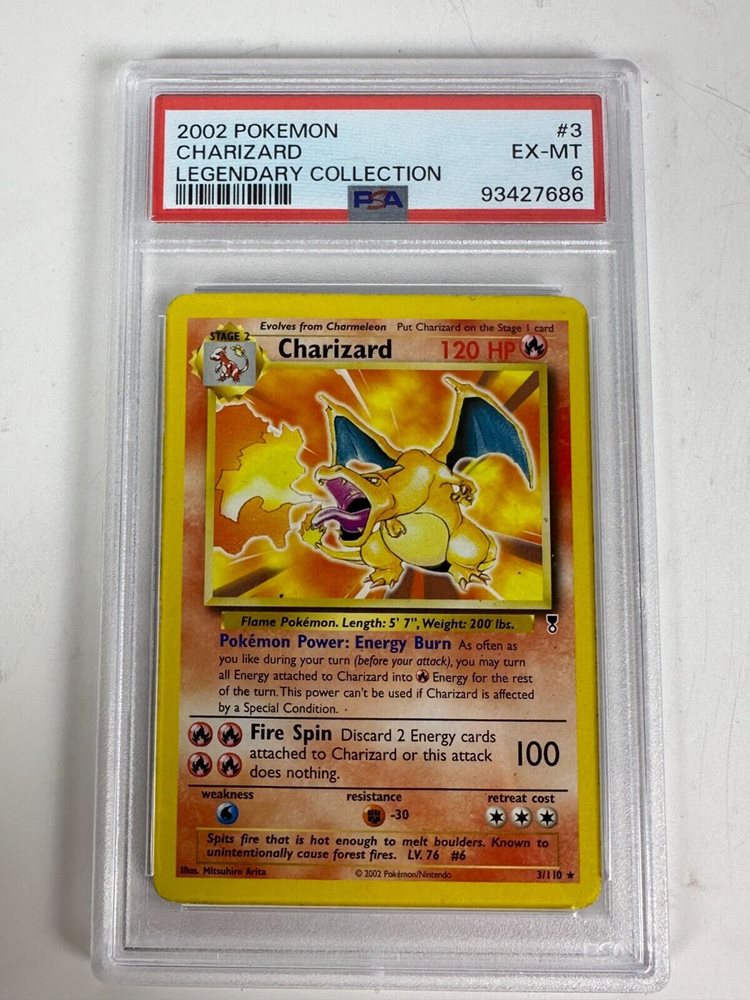 2002 POKEMON #3
CHARIZARD EX-MT
LEGENDARY COLLECTION 6
PSA 93427686
Evolves from Charmeleon Put Charizard on the Stage 1 card
STAGE 2
Charizard 120 HP
Flame Pokémon. Length: 5' 7", Weight: 200 lbs.
Pokémon Power: Energy Burn As often as
you like during your turn (before your attack), you may turn
all Energy attached to Charizard into Energy for the rest
of the turn. This power can't be used if Charizard is affected
by a Special Condition.
Fire Spin Discard 2 Energy cards
attached to Charizard or this attack
does nothing.
100
weakness resistance retreat cost
-30
Spits fire that is hot enough to melt boulders. Known to
unintentionally cause forest fires. LV. 76 #6
Illus. Mitsuhiro Arita © 2002 Pokémon/Nintendo 3/110 ★